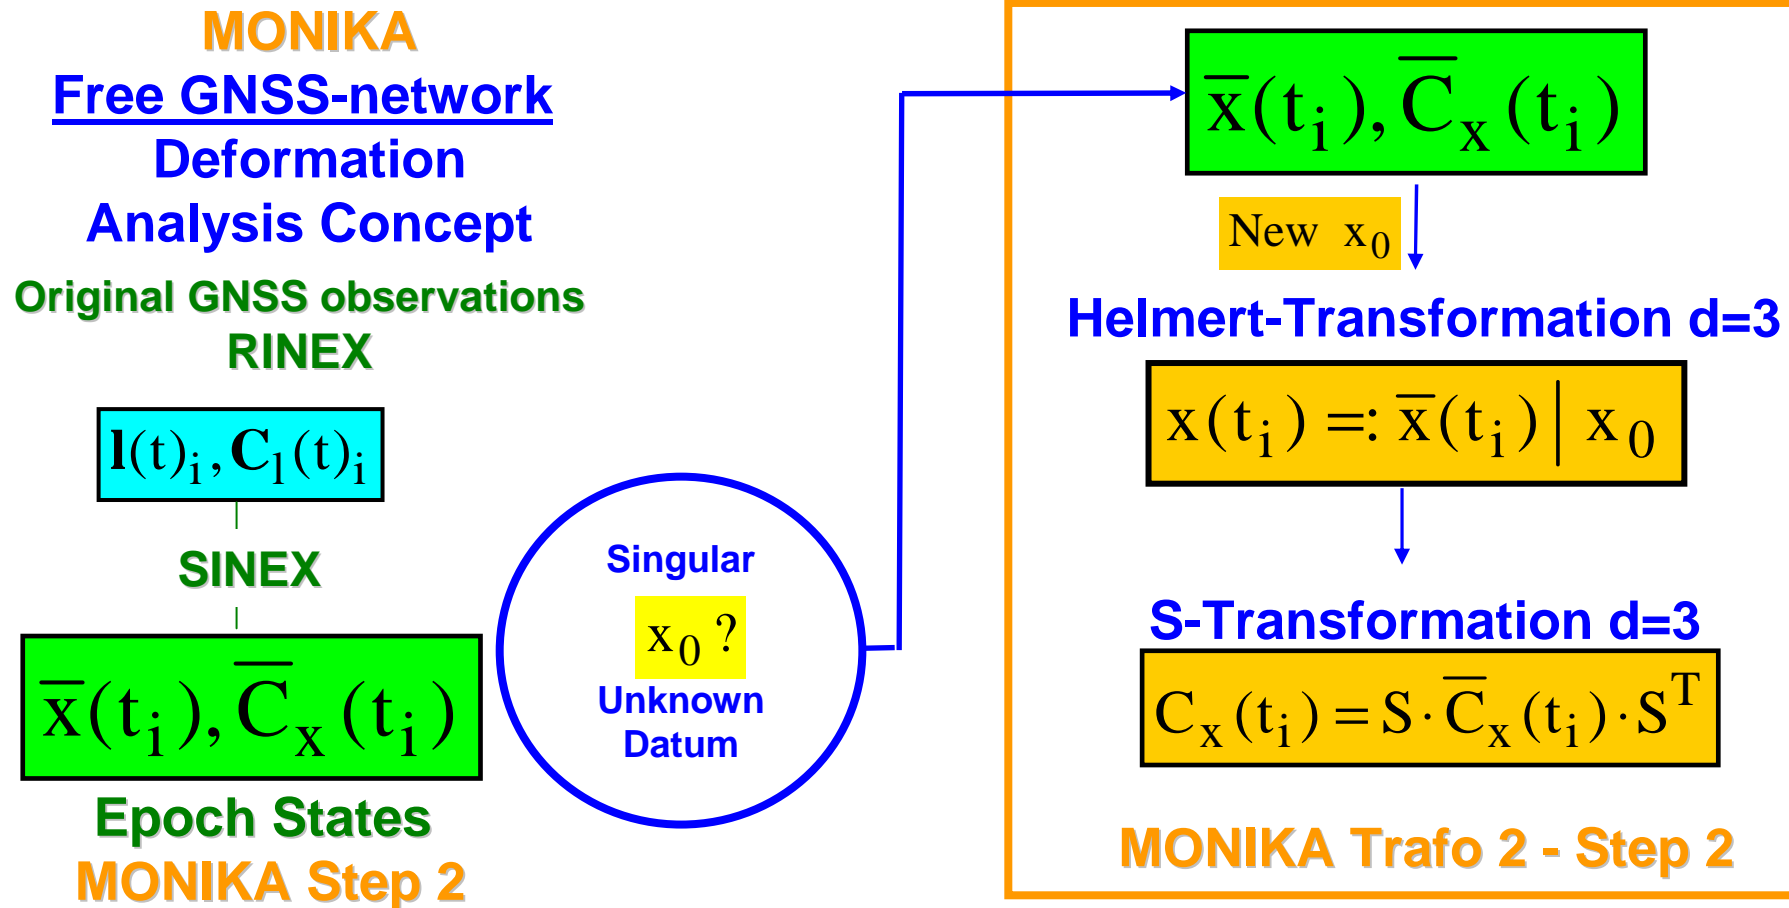 MONIKA
Free GNSS-network
Deformation
Analysis Concept
Original GNSS observations
RINEX
l(t)ᵢ, Cₗ(t)ᵢ
SINEX
x̅(tᵢ), C̅ₓ(tᵢ)
Epoch States
MONIKA Step 2
Singular
x₀ ?
Unknown
Datum
x̅(tᵢ), C̅ₓ(tᵢ)
New x₀
Helmert-Transformation d=3
x(tᵢ) =: x̅(tᵢ) | x₀
S-Transformation d=3
Cₓ(tᵢ) = S · C̅ₓ(tᵢ) · Sᵀ
MONIKA Trafo 2 - Step 2